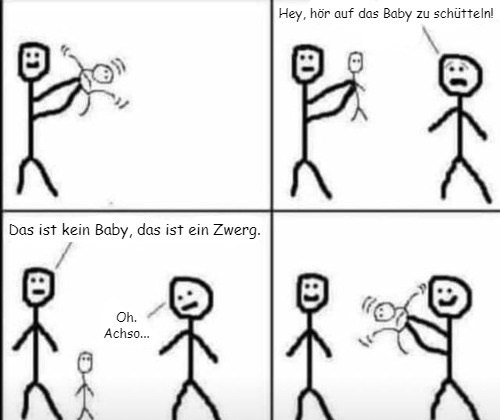 Hey, hör auf das Baby zu schütteln!
Das ist kein Baby, das ist ein Zwerg.
Oh.
Achso...